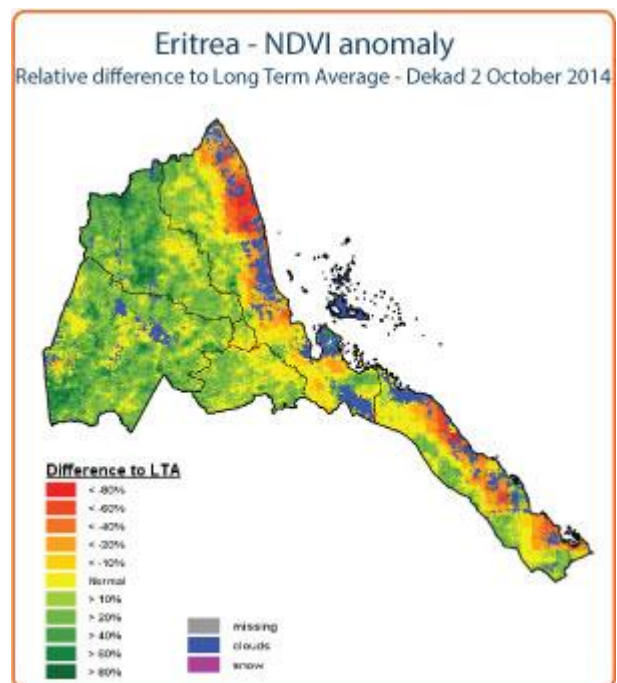 Eritrea - NDVI anomaly
Relative difference to Long Term Average - Dekad 2 October 2014
Difference to LTA
< -80%
< -60%
< -40%
< -20%
< -10%
Normal
> 10%
> 20%
> 40%
> 60%
> 80%
missing
clouds
snow